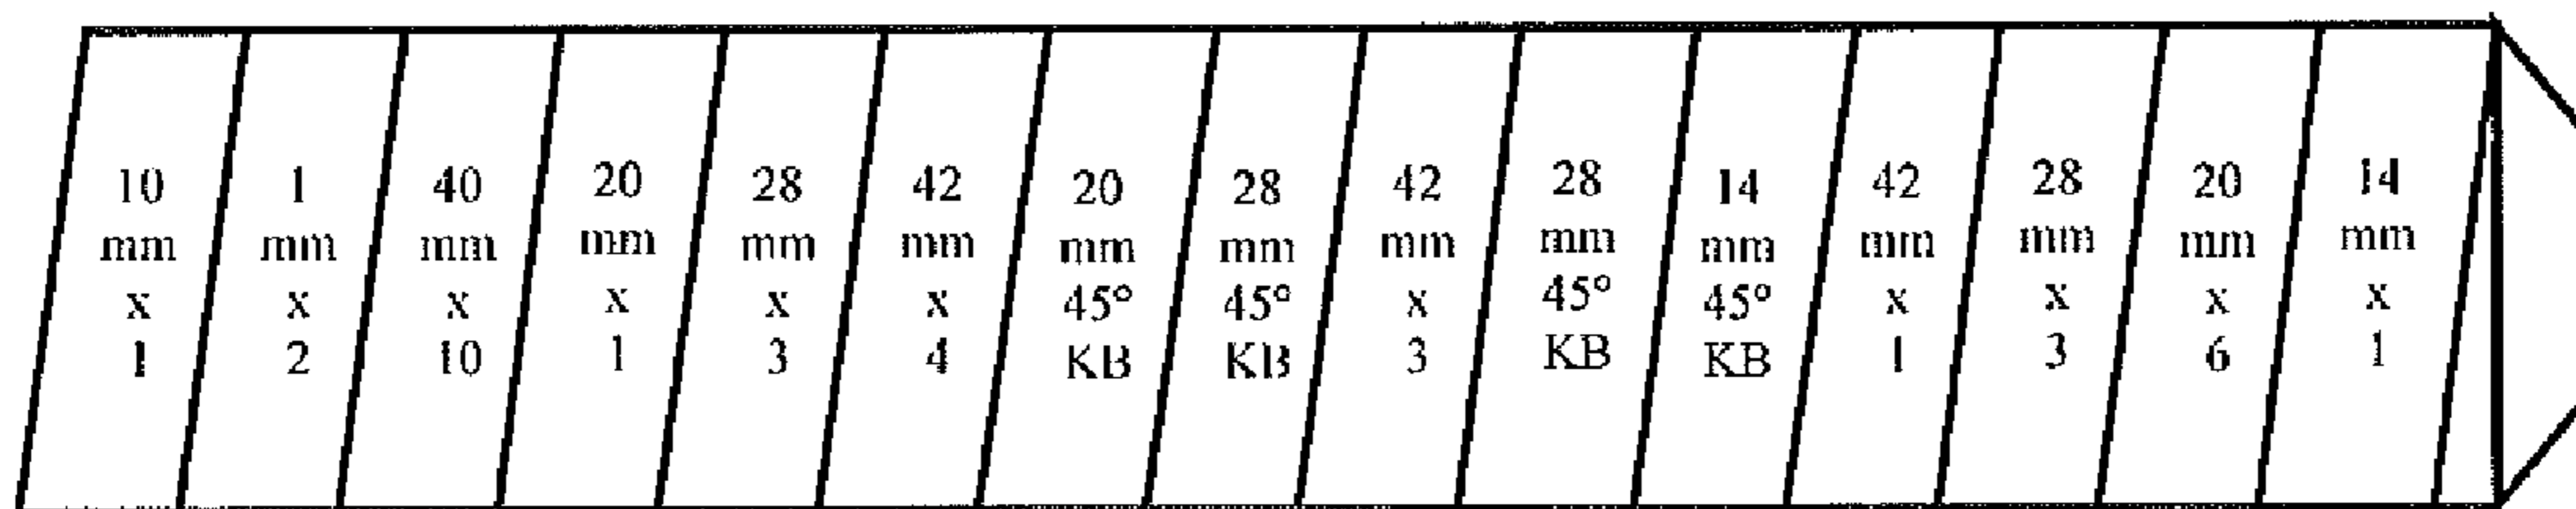 10 mm x 1
1 mm x 2
40 mm x 10
20 mm x 1
28 mm x 3
42 mm x 4
20 mm 45° KB
28 mm 45° KB
42 mm x 3
28 mm 45° KB
14 mm 45° KB
42 mm x 1
28 mm x 3
20 mm x 6
14 mm x 1